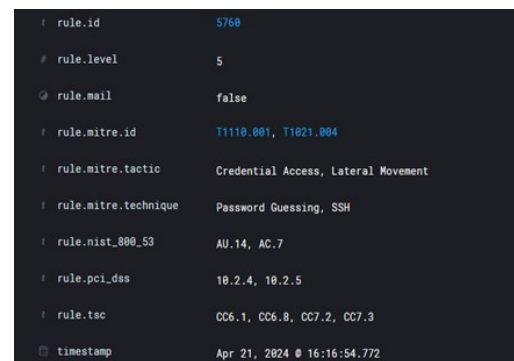 t rule.id 5760
# rule.level 5
rule.mail false
t rule.mitre.id T1110.001, T1021.004
t rule.mitre.tactic Credential Access, Lateral Movement
t rule.mitre.technique Password Guessing, SSH
t rule.nist_800_53 AU.14, AC.7
t rule.pci_dss 10.2.4, 10.2.5
t rule.tsc CC6.1, CC6.8, CC7.2, CC7.3
timestamp Apr 21, 2024 @ 16:16:54.772